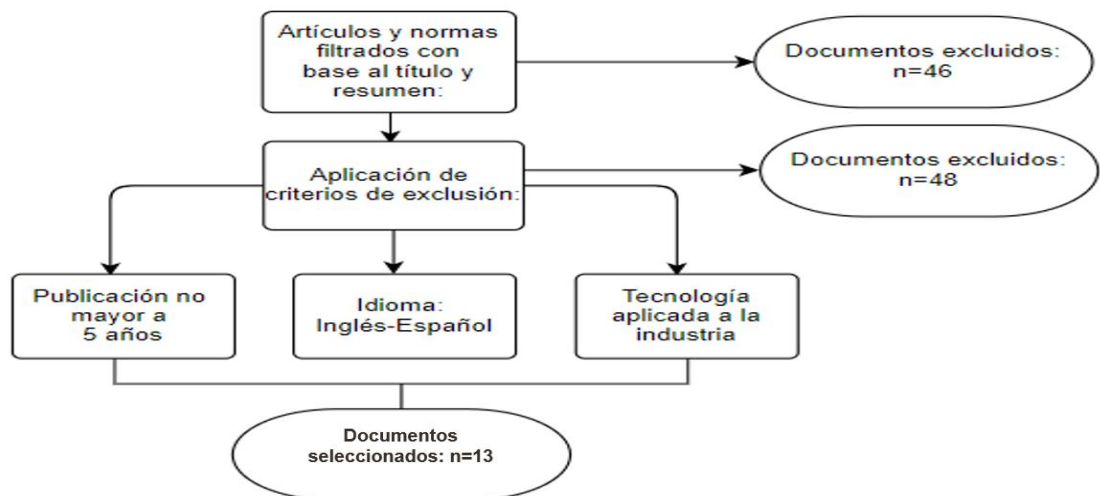 Artículos y normas
filtrados con
base al título y
resumen:
Documentos excluidos:
n=46
Aplicación de
criterios de exclusión:
Documentos excluidos:
n=48
Publicación no
mayor a
5 años
Idioma:
Inglés-Español
Tecnología
aplicada a la
industria
Documentos
seleccionados: n=13